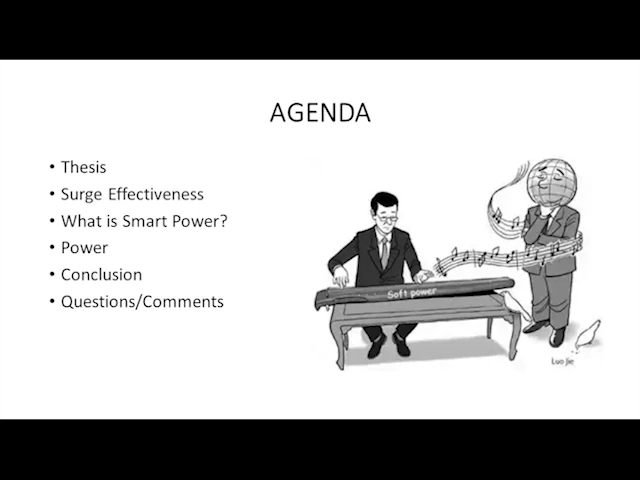 AGENDA
• Thesis
• Surge Effectiveness
• What is Smart Power?
• Power
• Conclusion
• Questions/Comments
Soft power
Luo Jie